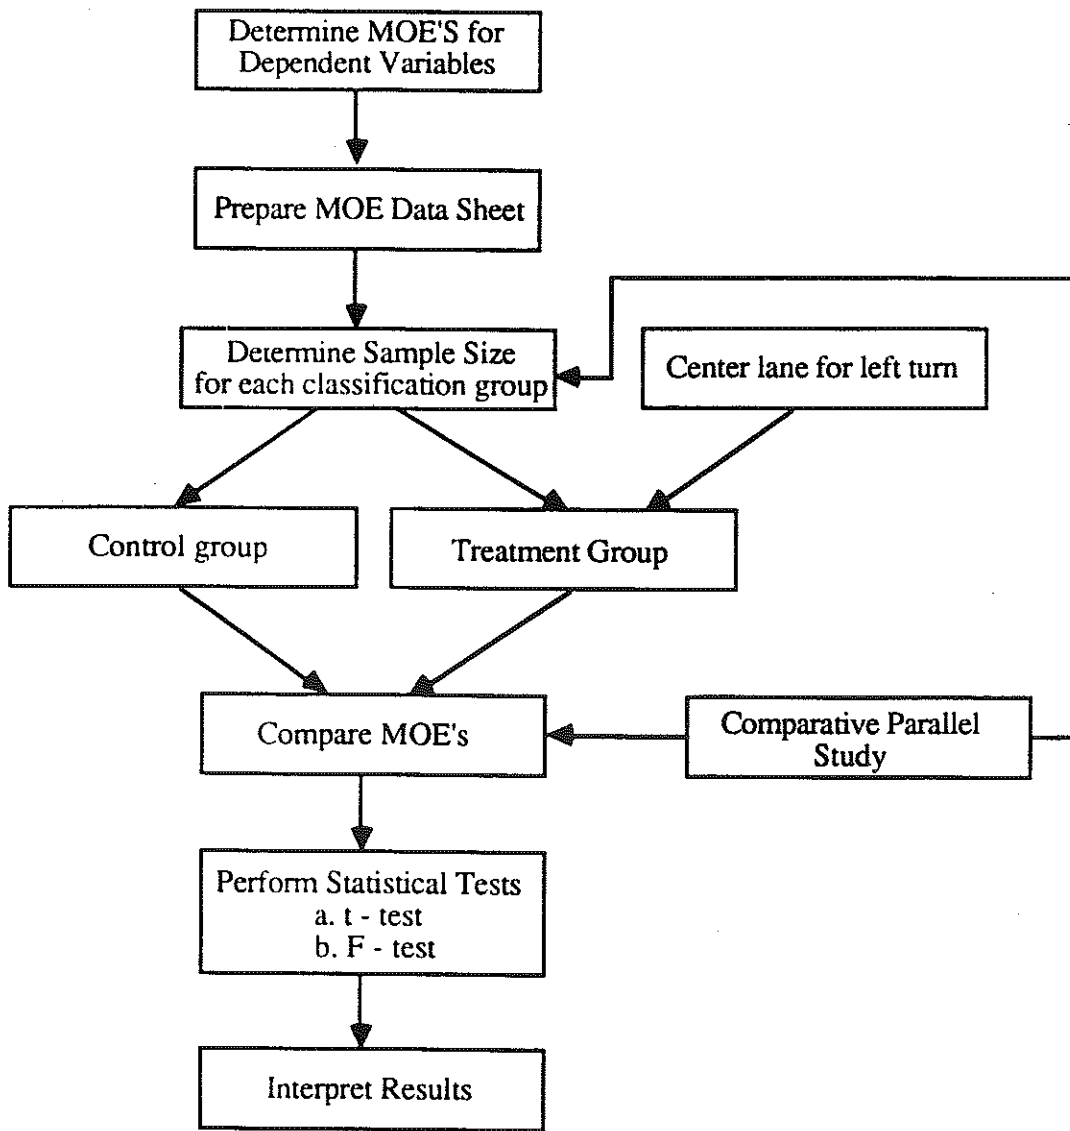 Determine MOE'S for
Dependent Variables
Prepare MOE Data Sheet
Determine Sample Size
for each classification group
Center lane for left turn
Control group
Treatment Group
Compare MOE's
Comparative Parallel
Study
Perform Statistical Tests
a. t - test
b. F - test
Interpret Results